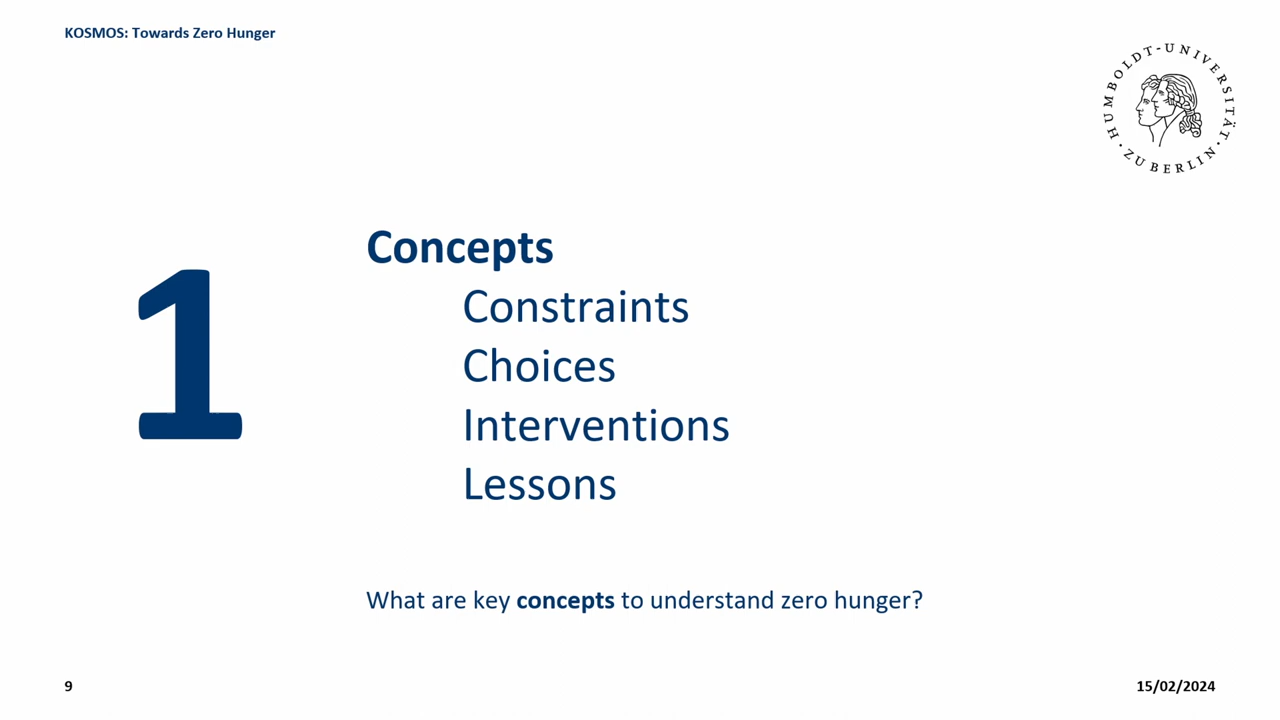 KOSMOS: Towards Zero Hunger
HUMBOLDT-UNIVERSITÄT · ZU BERLIN ·
1
Concepts
Constraints
Choices
Interventions
Lessons
What are key concepts to understand zero hunger?
9
15/02/2024